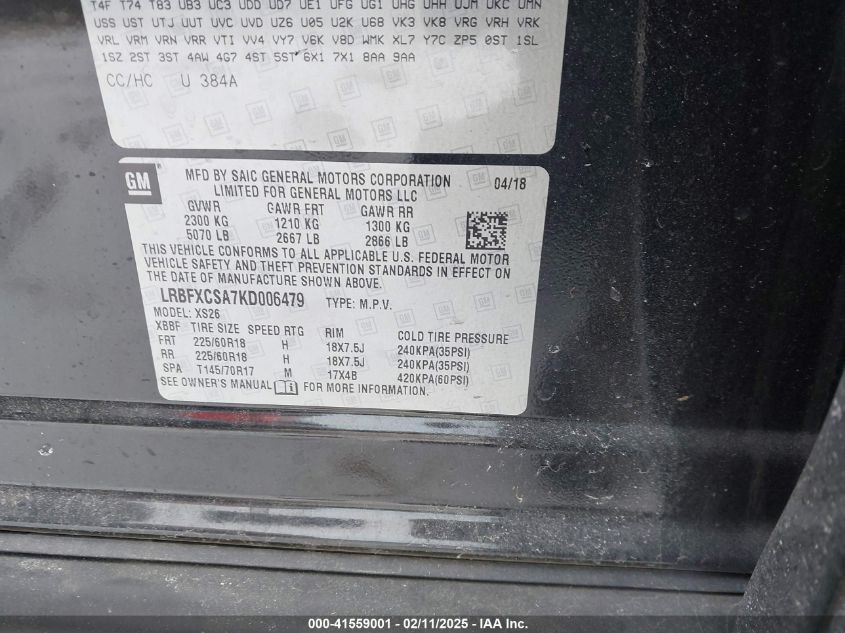 T4F T74 T83 UB3 UC3 UDD UD7 UE1 UFG UG1 UHG UHH UJM UKC UMN
USS UST UTJ UUT UVC UVD UZ6 U05 U2K U68 VK3 VK8 VRG VRH VRK
VRL VRM VRN VRR VTI VV4 VY7 V6K V8D WMK XL7 Y7C ZP5 0ST 1SL
1SZ 2ST 3ST 4AW 4G7 4ST 5ST 6X1 7X1 8AA 9AA
CC/HC U 384A
GM
MFD BY SAIC GENERAL MOTORS CORPORATION 04/18
LIMITED FOR GENERAL MOTORS LLC
GVWR GAWR FRT GAWR RR
2300 KG 1210 KG 1300 KG
5070 LB 2667 LB 2866 LB
THIS VEHICLE CONFORMS TO ALL APPLICABLE U.S. FEDERAL MOTOR
VEHICLE SAFETY AND THEFT PREVENTION STANDARDS IN EFFECT ON
THE DATE OF MANUFACTURE SHOWN ABOVE.
LRBFXCSA7KD006479 TYPE: M.P.V.
MODEL: XS26
XBBF TIRE SIZE SPEED RTG RIM COLD TIRE PRESSURE
FRT 225/60R18 H 18X7.5J 240KPA(35PSI)
RR 225/60R18 H 18X7.5J 240KPA(35PSI)
SPA T145/70R17 M 17X4B 420KPA(60PSI)
SEE OWNER'S MANUAL FOR MORE INFORMATION.
000-41559001 - 02/11/2025 - IAA Inc.